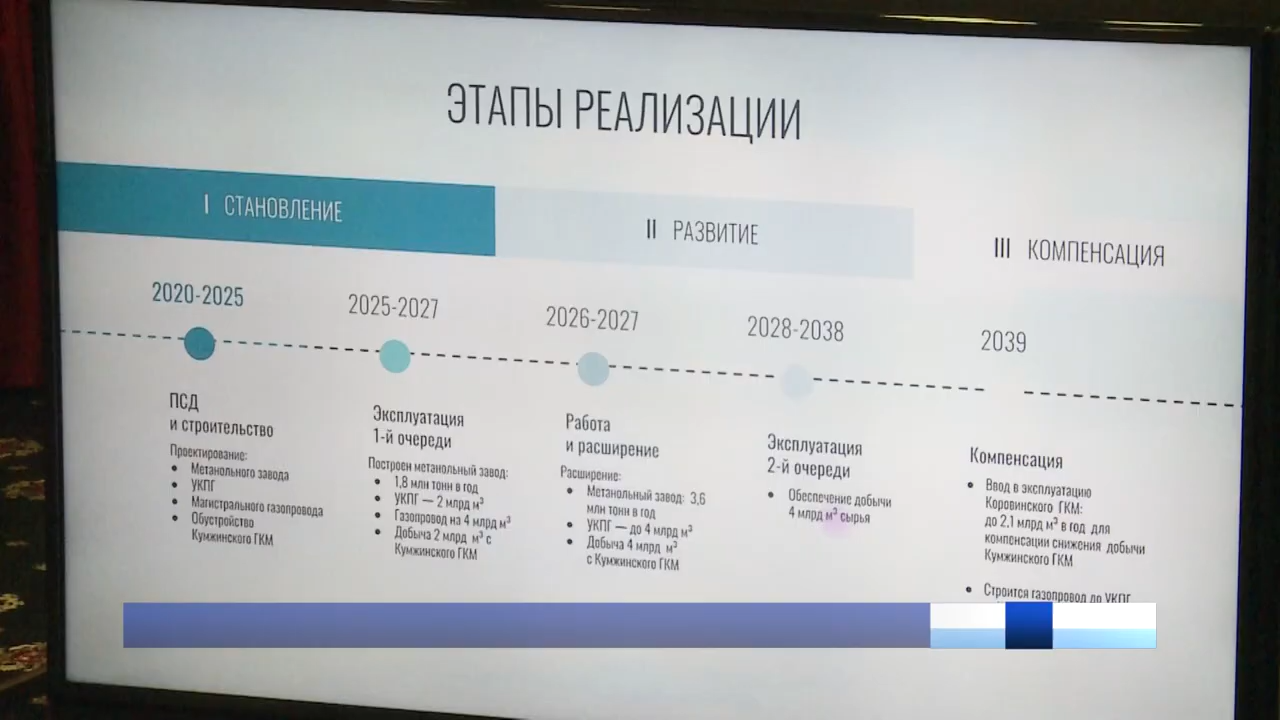 ЭТАПЫ РЕАЛИЗАЦИИ
I СТАНОВЛЕНИЕ
II РАЗВИТИЕ
III КОМПЕНСАЦИЯ
2020-2025
2025-2027
2026-2027
2028-2038
2039
ПСД
и строительство
Проектирование:
• Метанольного завода
• УКПГ
• Магистрального газопровода
• Обустройство
Кумжинского ГКМ
Эксплуатация
1-й очереди
Построен метанольный завод:
• 1,8 млн тонн в год
• УКПГ — 2 млрд м³
• Газопровод на 4 млрд м³
• Добыча 2 млрд м³ с
Кумжинского ГКМ
Работа
и расширение
Расширение:
• Метанольный завод: 3,6
млн тонн в год
• УКПГ — до 4 млрд м³
• Добыча 4 млрд м³
с Кумжинского ГКМ
Эксплуатация
2-й очереди
• Обеспечение добычи
4 млрд м³ сырья
Компенсация
• Ввод в эксплуатацию
Коровинского ГКМ:
до 2,1 млрд м³ в год для
компенсации снижения добычи
Кумжинского ГКМ
• Строится газопровод до УКПГ